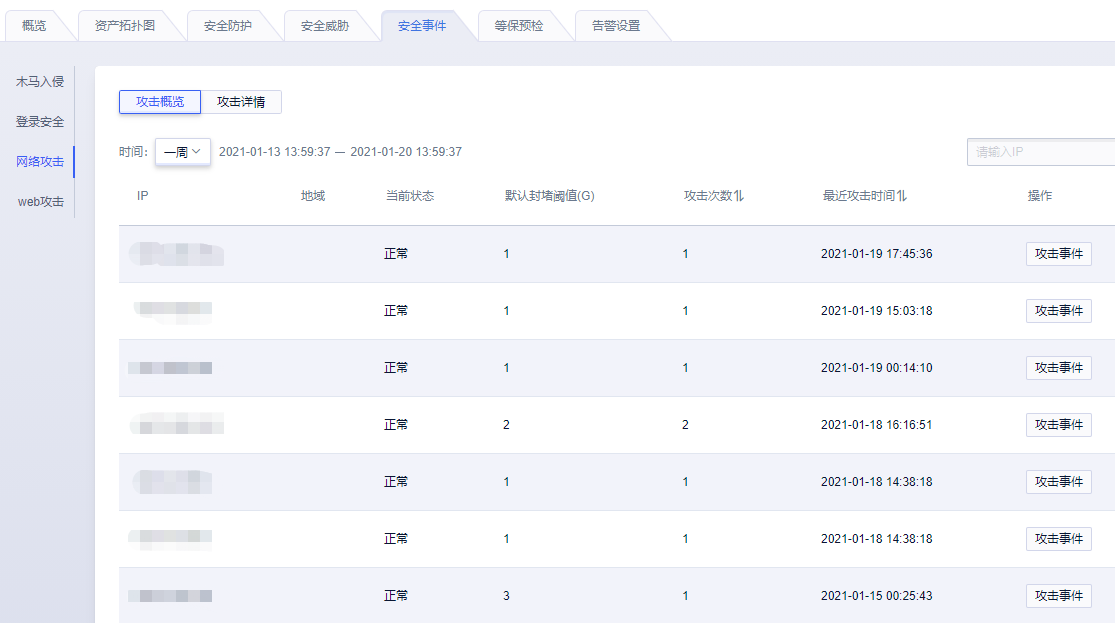 概览 资产拓扑图 安全防护 安全威胁 安全事件 等保预检 告警设置
木马入侵
登录安全
网络攻击
web攻击
攻击概览 攻击详情
时间: 一周 2021-01-13 13:59:37 — 2021-01-20 13:59:37 请输入IP
IP 地域 当前状态 默认封堵阈值(G) 攻击次数 最近攻击时间 操作
正常 1 1 2021-01-19 17:45:36 攻击事件
正常 1 1 2021-01-19 15:03:18 攻击事件
正常 1 1 2021-01-19 00:14:10 攻击事件
正常 2 2 2021-01-18 16:16:51 攻击事件
正常 1 1 2021-01-18 14:38:18 攻击事件
正常 1 1 2021-01-18 14:38:18 攻击事件
正常 3 1 2021-01-15 00:25:43 攻击事件